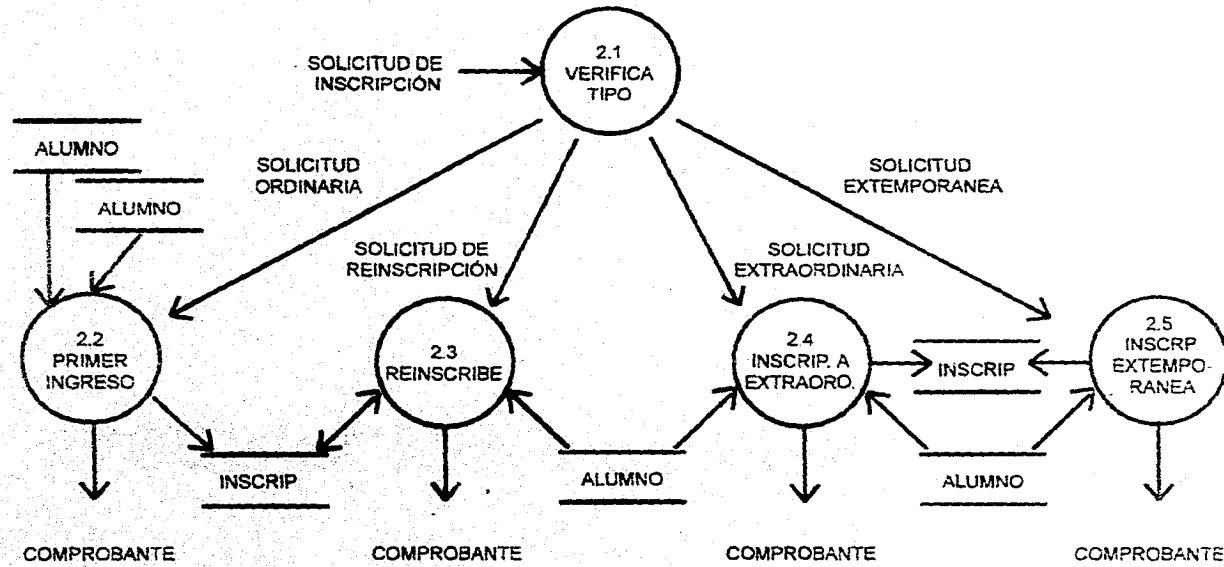 2.1
VERIFICA
TIPO
SOLICITUD DE
INSCRIPCIÓN
ALUMNO
ALUMNO
SOLICITUD
ORDINARIA
SOLICITUD
EXTEMPORANEA
SOLICITUD DE
REINSCRIPCIÓN
SOLICITUD
EXTRAORDINARIA
2.2
PRIMER
INGRESO
2.3
REINSCRIBE
2.4
INSCRIP. A
EXTRAORO.
INSCRIP
2.5
INSCRP
EXTEMPO-
RANEA
INSCRIP
ALUMNO
ALUMNO
COMPROBANTE
COMPROBANTE
COMPROBANTE
COMPROBANTE